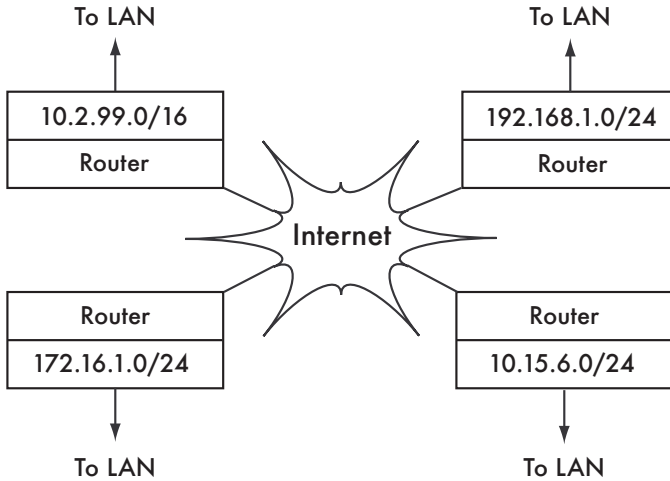 To LAN
To LAN
10.2.99.0/16
192.168.1.0/24
Router
Router
Internet
Router
Router
172.16.1.0/24
10.15.6.0/24
To LAN
To LAN